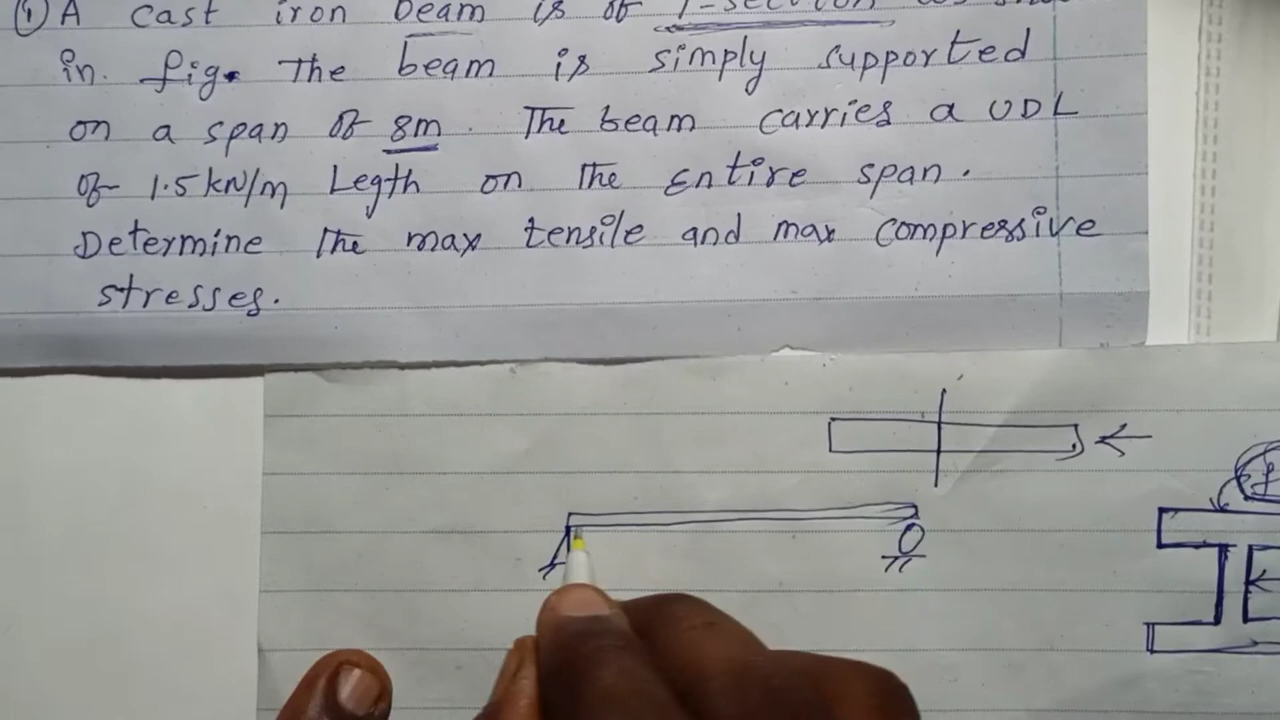 ① A cast iron beam is of I-section
in. fig. The beam is simply supported
on a span of 8m. The beam carries a UDL
of 1.5kN/m Legth on the entire span.
Determine the max tensile and max compressive
stresses.